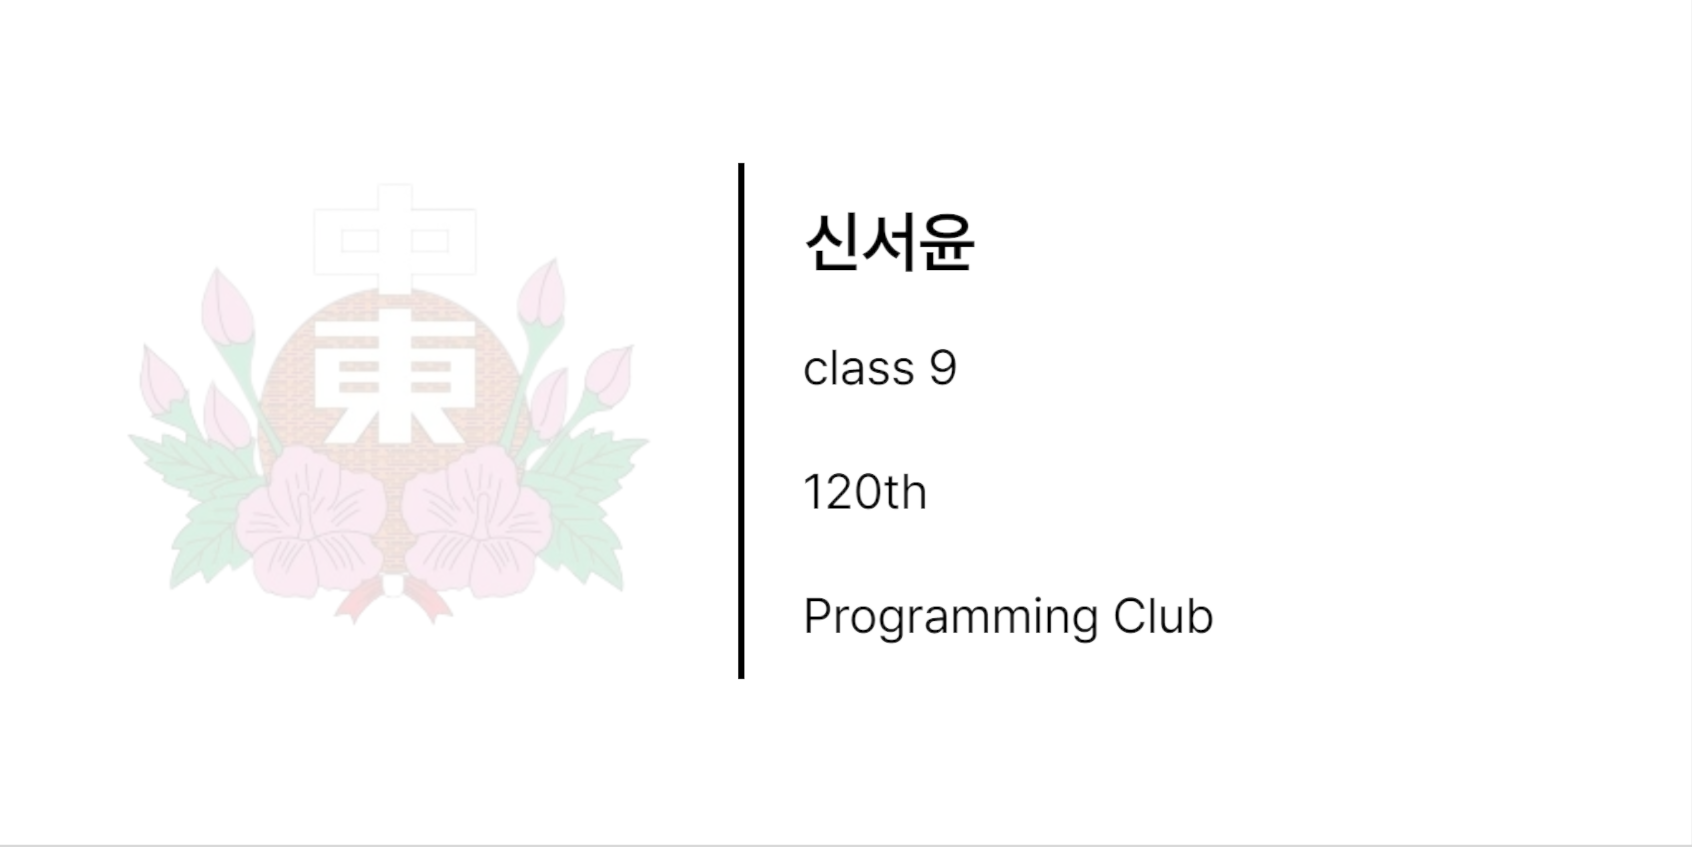 中
東
신서윤
class 9
120th
Programming Club